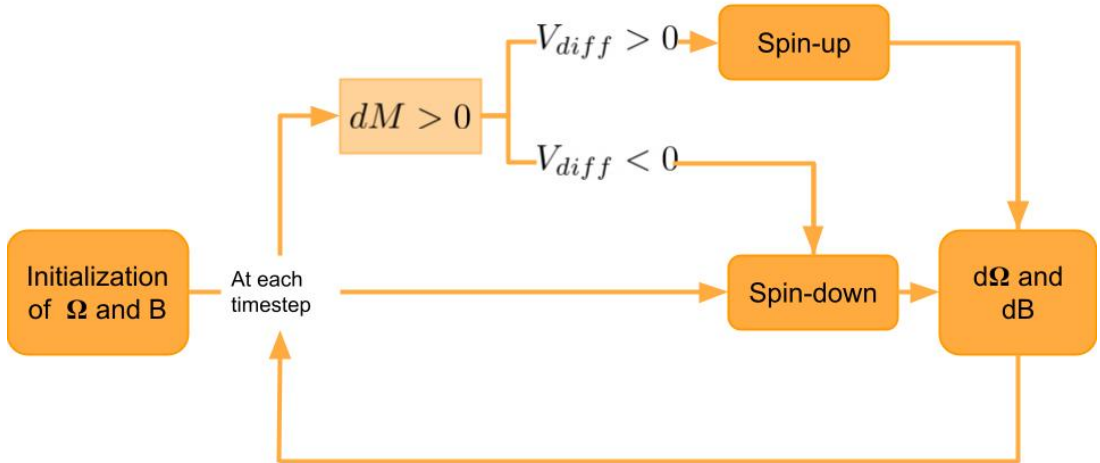 V_{diff} > 0
Spin-up
dM > 0
V_{diff} < 0
Initialization
of Ω and B
At each
timestep
Spin-down
dΩ and
dB